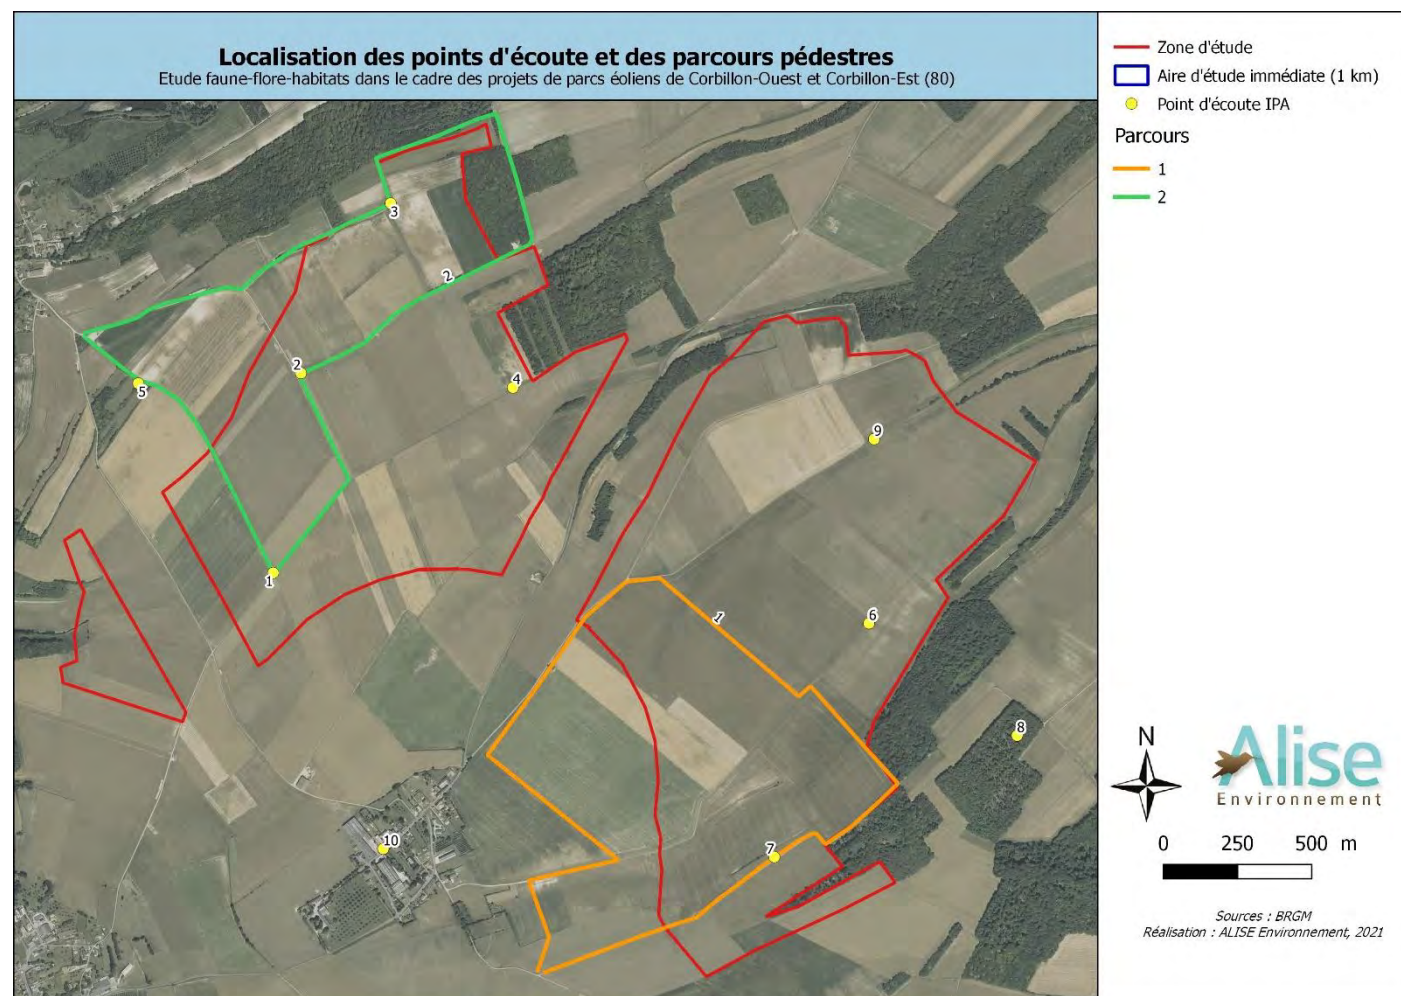 Localisation des points d'écoute et des parcours pédestres
Etude faune-flore-habitats dans le cadre des projets de parcs éoliens de Corbillon-Ouest et Corbillon-Est (80)
Zone d'étude
Aire d'étude immédiate (1 km)
Point d'écoute IPA
Parcours
1
2
3
2
2
4
5
9
1
6
1
8
10
7
N
Alise
Environnement
0 250 500 m
Sources : BRGM
Réalisation : ALISE Environnement, 2021